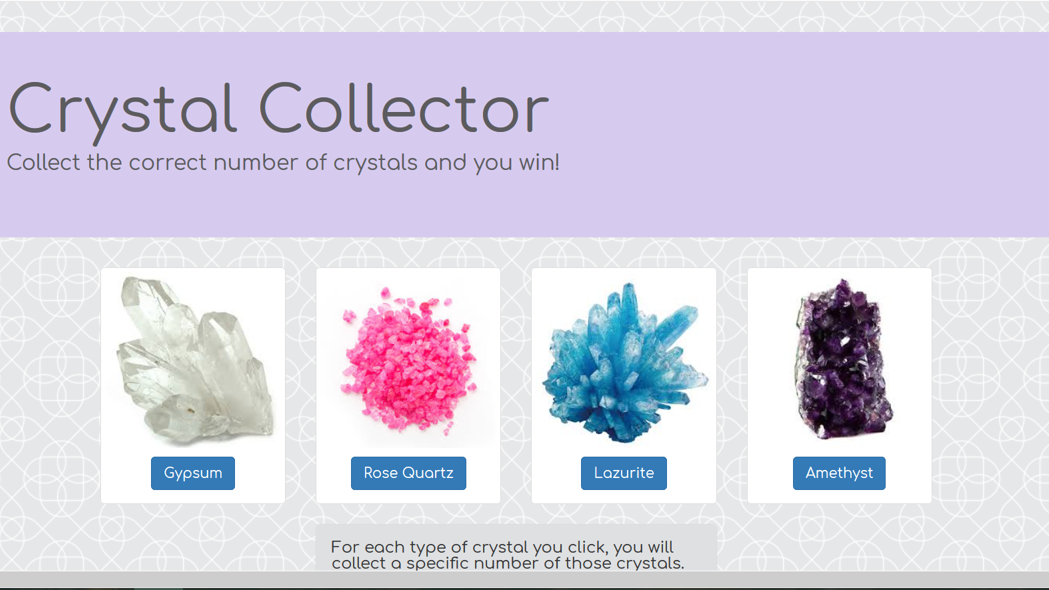 Crystal Collector
Collect the correct number of crystals and you win!
Gypsum
Rose Quartz
Lazurite
Amethyst
For each type of crystal you click, you will
collect a specific number of those crystals.